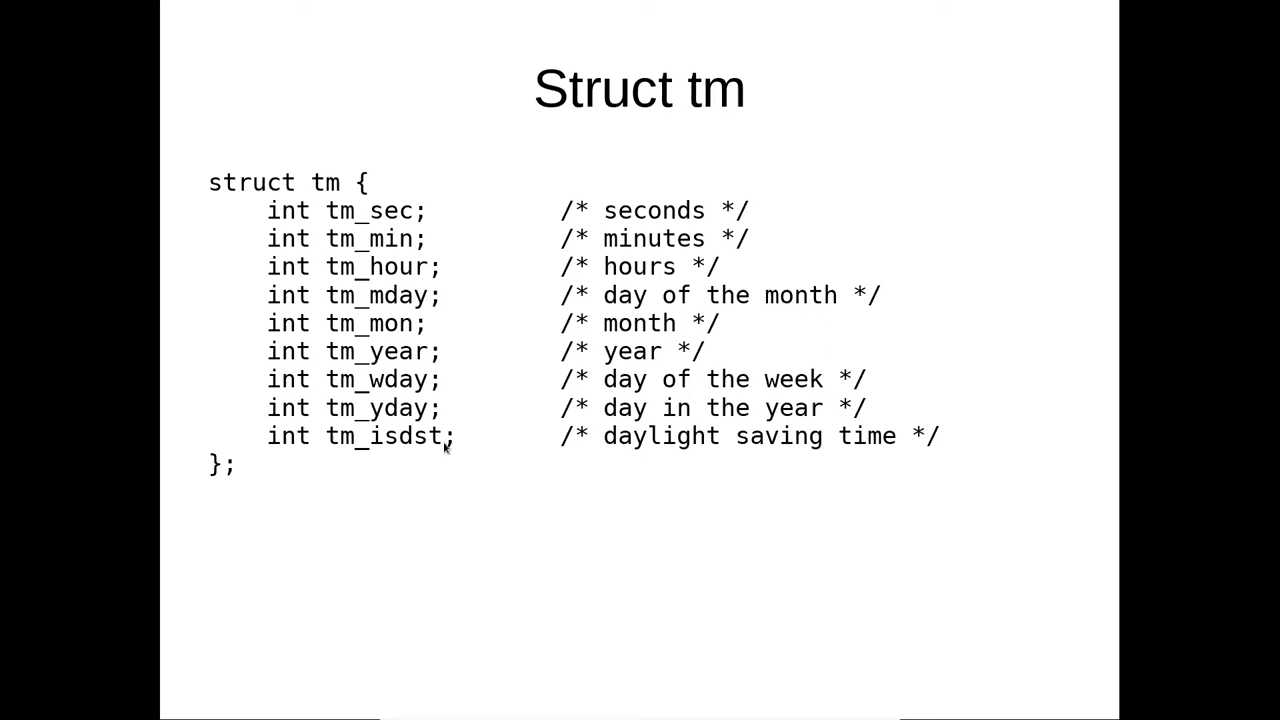 Struct tm
struct tm {
    int tm_sec;         /* seconds */
    int tm_min;         /* minutes */
    int tm_hour;        /* hours */
    int tm_mday;        /* day of the month */
    int tm_mon;         /* month */
    int tm_year;        /* year */
    int tm_wday;        /* day of the week */
    int tm_yday;        /* day in the year */
    int tm_isdst;       /* daylight saving time */
};